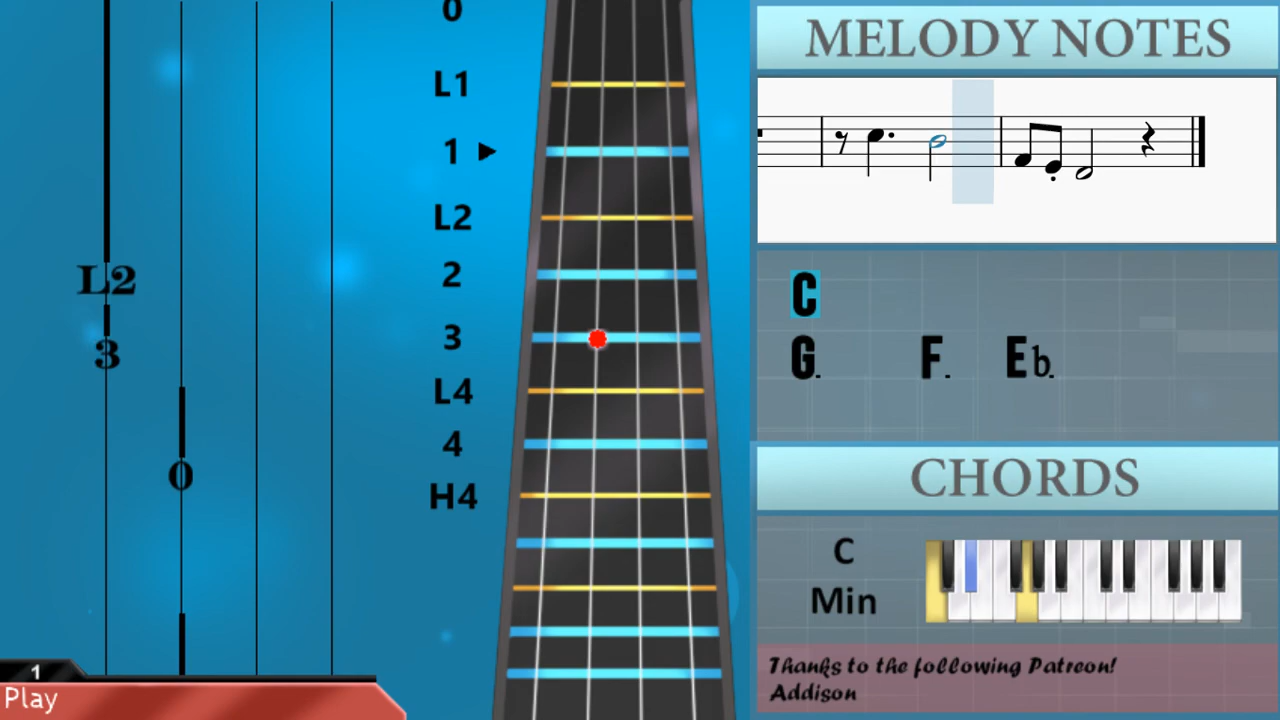 0
L1
1 ►
L2
2
3
L4
4
H4
L2
3
0
1
Play
MELODY NOTES
C
G. F. Eb.
CHORDS
C
Min
Thanks to the following Patreon!
Addison